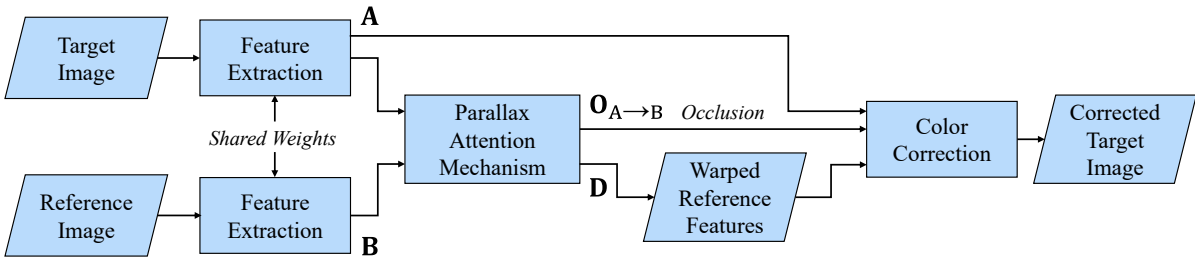 A
Target
Image
Feature
Extraction
Shared Weights
Reference
Image
Feature
Extraction
B
Parallax
Attention
Mechanism
O A→B Occlusion
D
Warped
Reference
Features
Color
Correction
Corrected
Target
Image